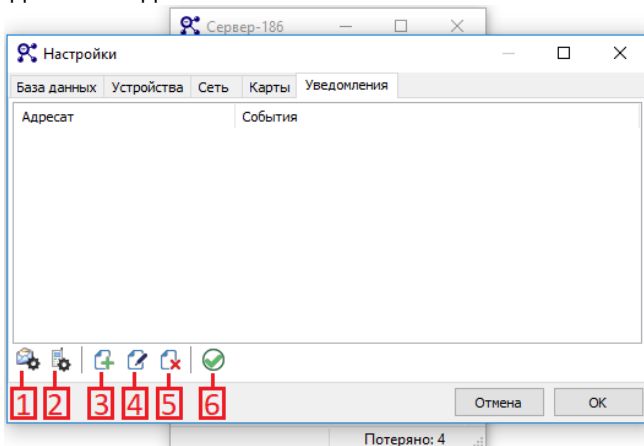 Сервер-186
Настройки
База данных Устройства Сеть Карты Уведомления
Адресат События
1 2 3 4 5 6
Отмена ОК
Потеряно: 4